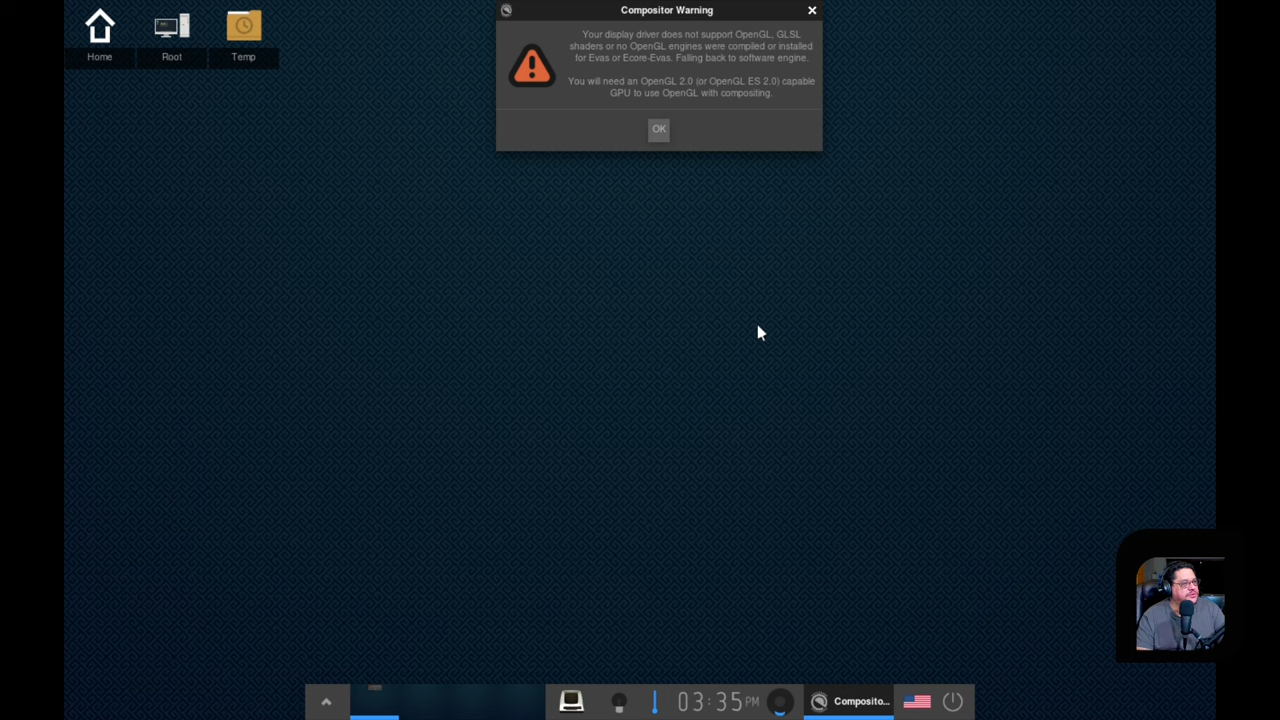 Compositor Warning
Your display driver does not support OpenGL, GLSL
shaders or no OpenGL engines were compiled or installed
for Evas or Ecore-Evas. Falling back to software engine.
You will need an OpenGL 2.0 (or OpenGL ES 2.0) capable
GPU to use OpenGL with compositing.
OK
Home
Root
Temp
03:35 PM
Composito...